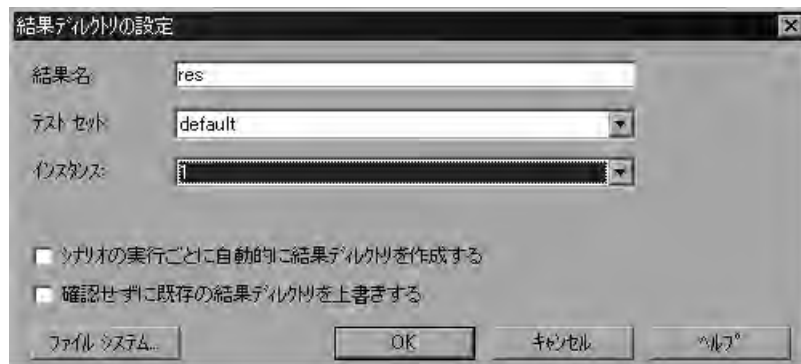 結果ディレクトリの設定
結果名: res
テスト セット: default
インスタンス: 1
シナリオの実行ごとに自動的に結果ディレクトリを作成する
確認せずに既存の結果ディレクトリを上書きする
ファイル システム... OK キャンセル ヘルプ